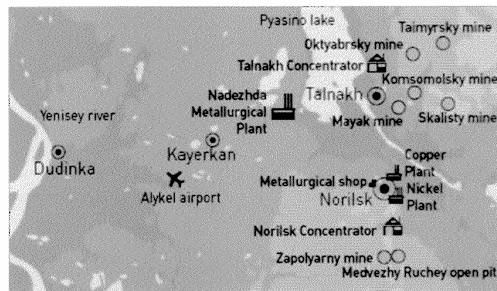 Pyasino lake
Taimyrsky mine
Oktyabrsky mine
Talnakh Concentrator
Komsomolsky mine
Nadezhda
Metallurgical
Plant
Talnakh
Mayak mine
Skalisty mine
Yenisey river
Dudinka
Kayerkan
Alykel airport
Copper
Plant
Metallurgical shop
Nickel
Plant
Norilsk
Norilsk Concentrator
Zapolyarny mine
Medvezhy Ruchey open pit